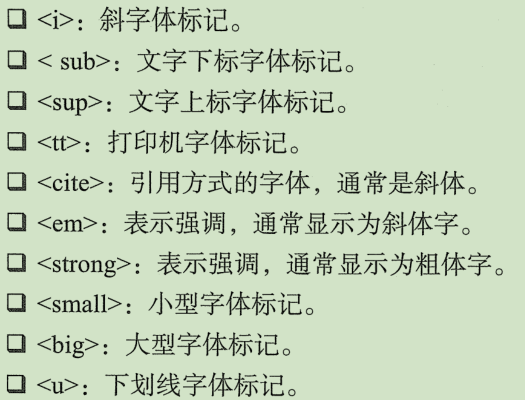 ❏ <i>：斜字体标记。
❏ < sub>：文字下标字体标记。
❏ <sup>：文字上标字体标记。
❏ <tt>：打印机字体标记。
❏ <cite>：引用方式的字体，通常是斜体。
❏ <em>：表示强调，通常显示为斜体字。
❏ <strong>：表示强调，通常显示为粗体字。
❏ <small>：小型字体标记。
❏ <big>：大型字体标记。
❏ <u>：下划线字体标记。